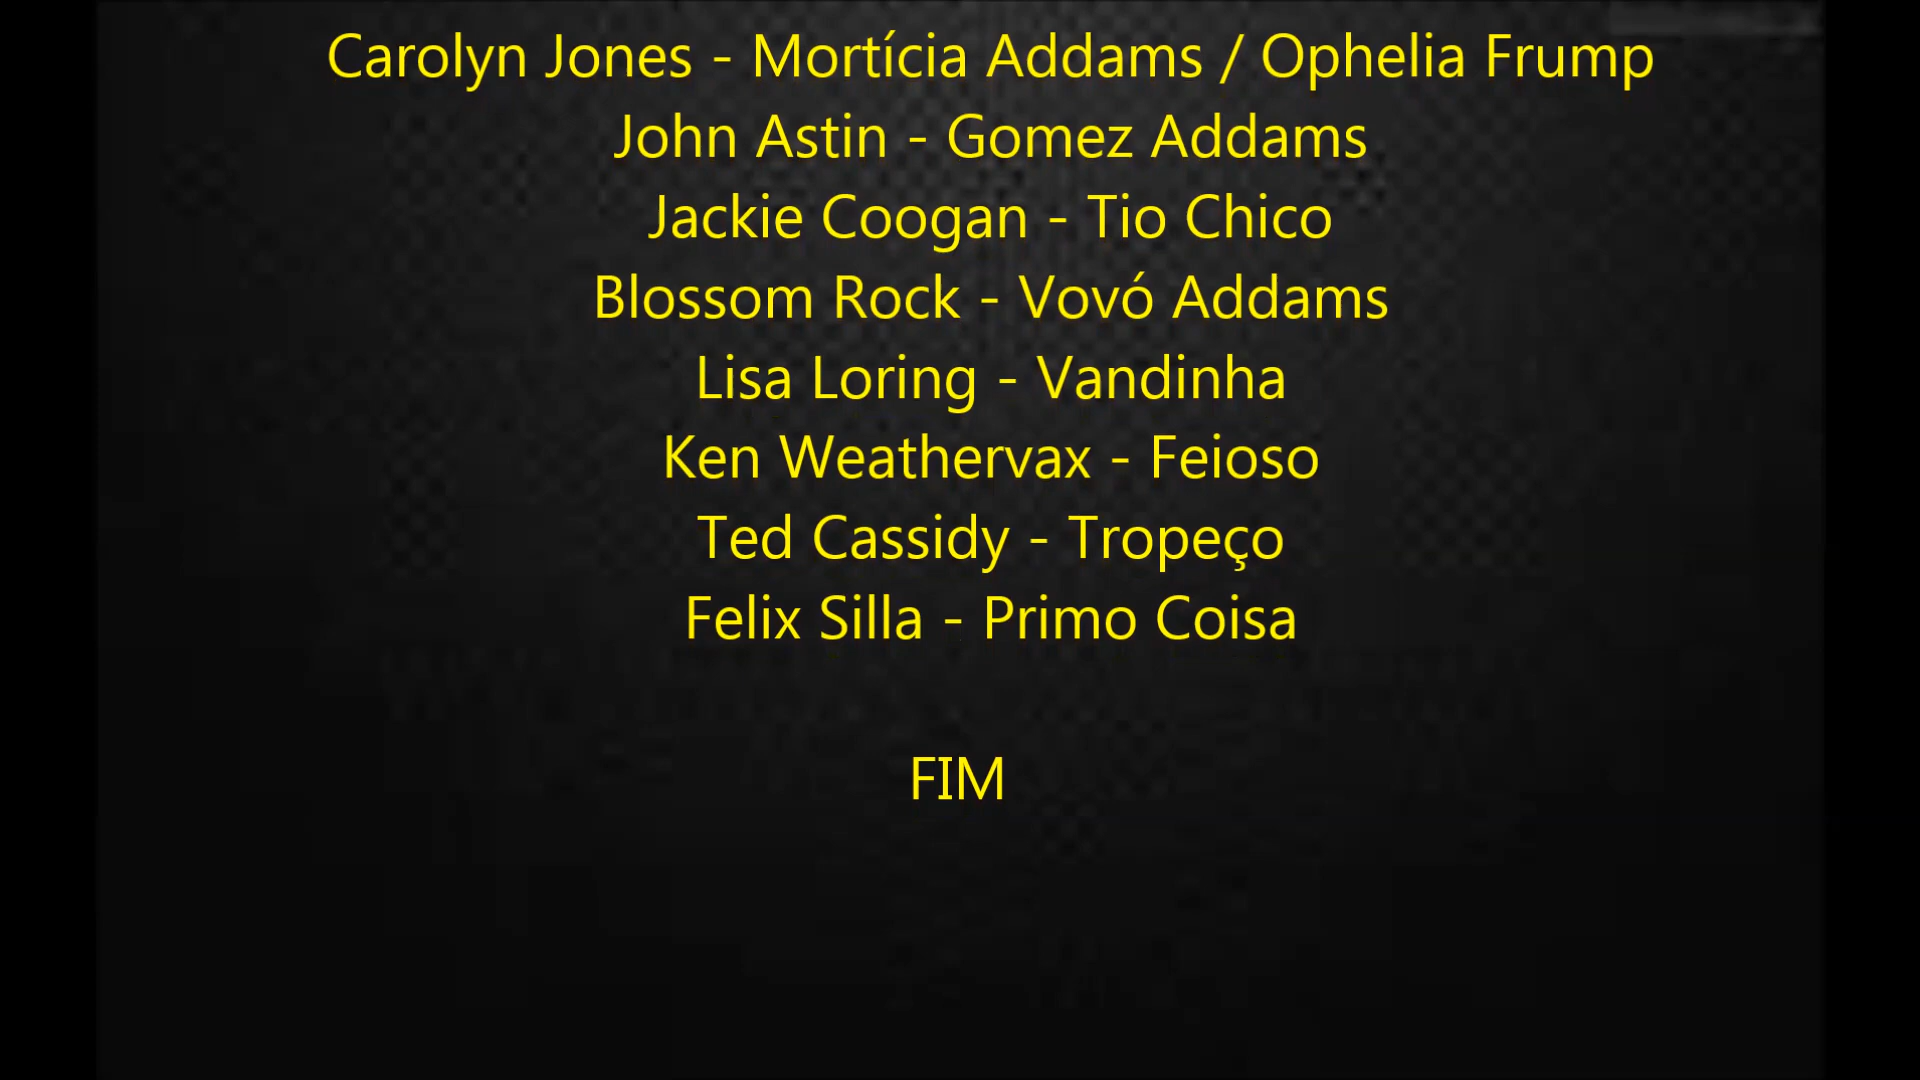 Carolyn Jones - Mortícia Addams / Ophelia Frump
John Astin - Gomez Addams
Jackie Coogan - Tio Chico
Blossom Rock - Vovó Addams
Lisa Loring - Vandinha
Ken Weathervax - Feioso
Ted Cassidy - Tropeço
Felix Silla - Primo Coisa
FIM